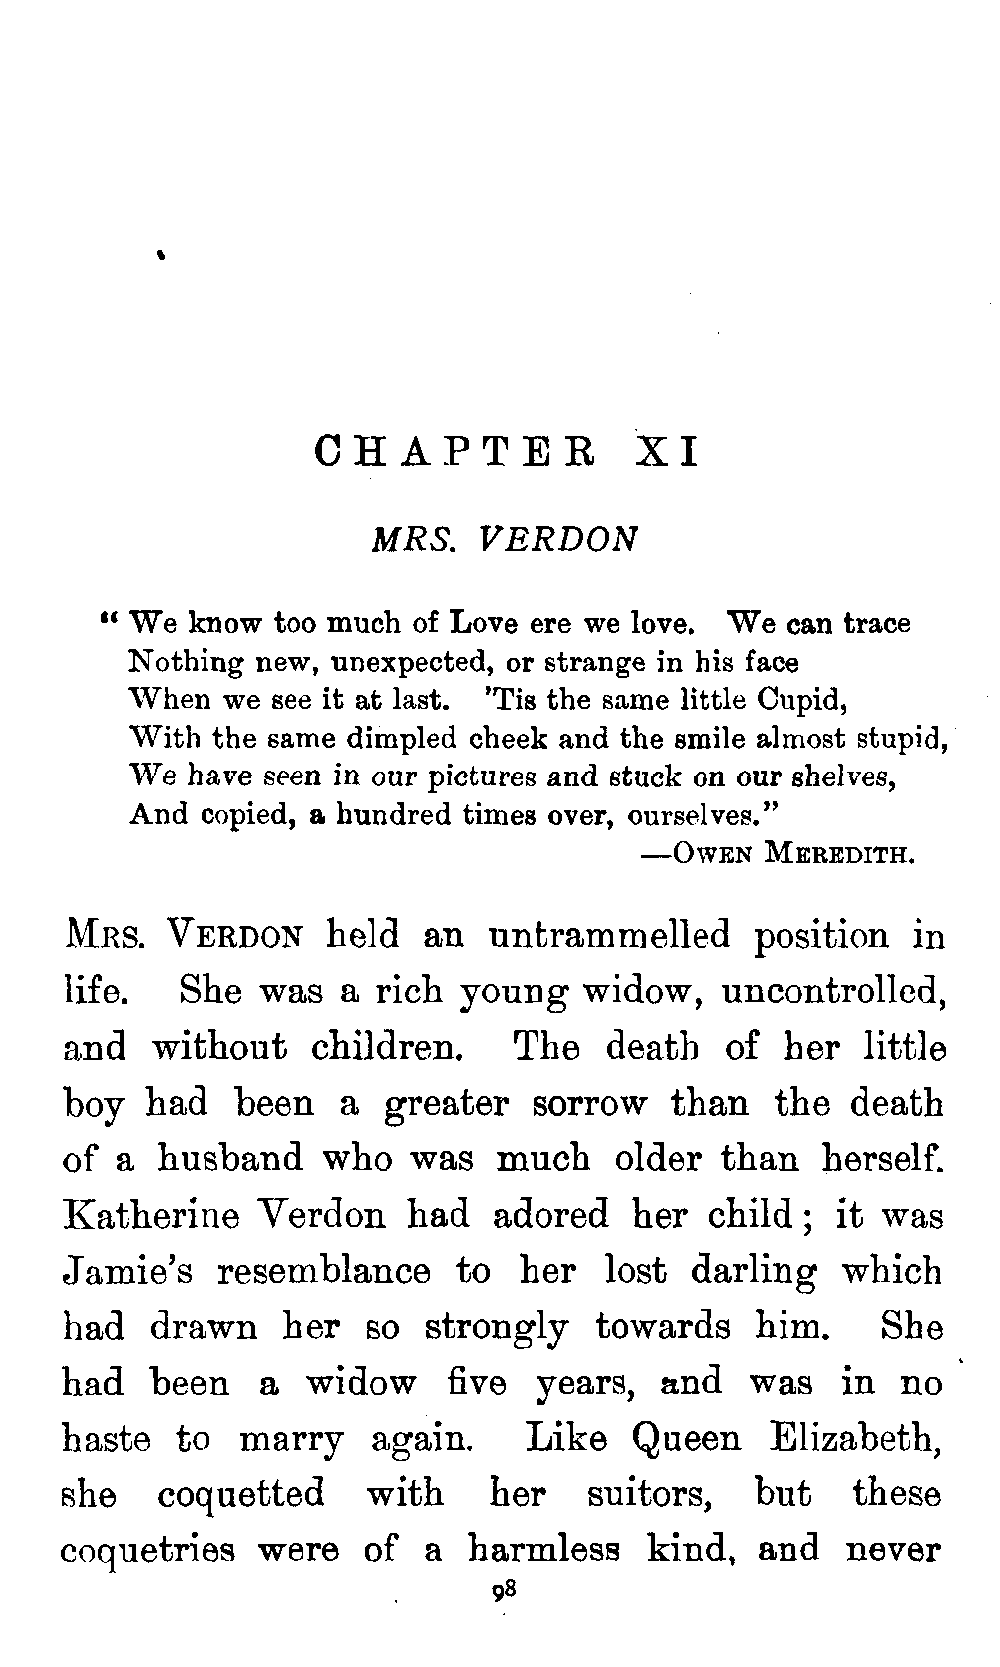 CHAPTER XI
MRS. VERDON
“ We know too much of Love ere we love. We can trace
Nothing new, unexpected, or strange in his face
When we see it at last. ’Tis the same little Cupid,
With the same dimpled cheek and the smile almost stupid,
We have seen in our pictures and stuck on our shelves,
And copied, a hundred times over, ourselves.”
—OWEN MEREDITH.
MRS. VERDON held an untrammelled position in
life. She was a rich young widow, uncontrolled,
and without children. The death of her little
boy had been a greater sorrow than the death
of a husband who was much older than herself.
Katherine Verdon had adored her child ; it was
Jamie’s resemblance to her lost darling which
had drawn her so strongly towards him. She
had been a widow five years, and was in no
haste to marry again. Like Queen Elizabeth,
she coquetted with her suitors, but these
coquetries were of a harmless kind, and never
98